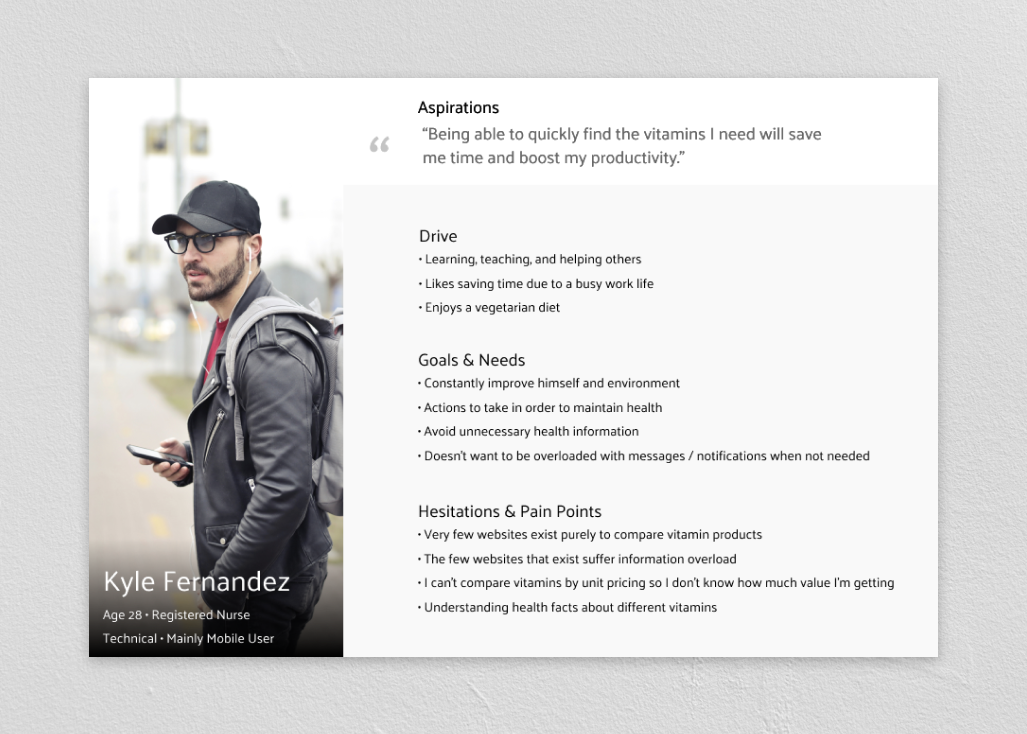 Aspirations
“Being able to quickly find the vitamins I need will save
me time and boost my productivity.”
Drive
• Learning, teaching, and helping others
• Likes saving time due to a busy work life
• Enjoys a vegetarian diet
Goals & Needs
• Constantly improve himself and environment
• Actions to take in order to maintain health
• Avoid unnecessary health information
• Doesn't want to be overloaded with messages / notifications when not needed
Hesitations & Pain Points
• Very few websites exist purely to compare vitamin products
• The few websites that exist suffer information overload
• I can't compare vitamins by unit pricing so I don't know how much value I'm getting
• Understanding health facts about different vitamins
Kyle Fernandez
Age 28 • Registered Nurse
Technical • Mainly Mobile User